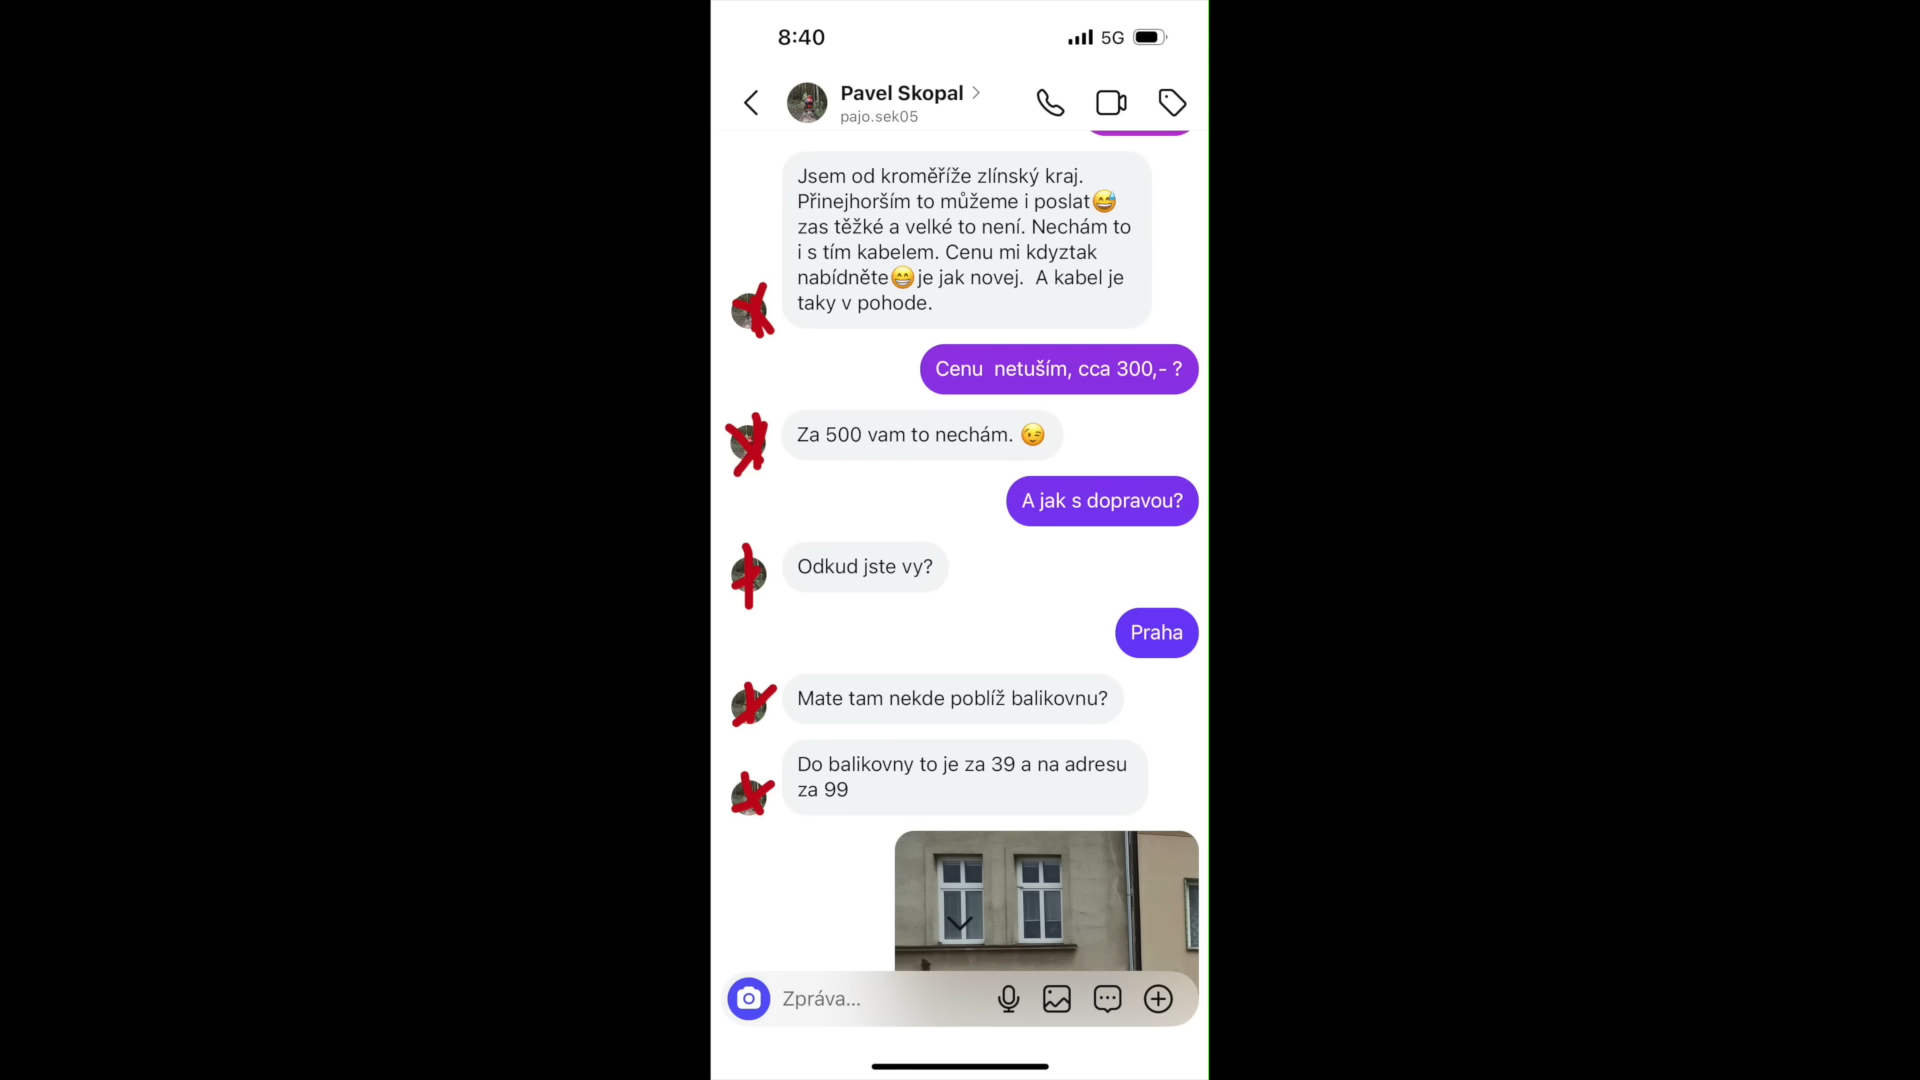 8:40
5G
Pavel Skopal
pajo.sek05
Jsem od kroměříže zlínský kraj.
Přinejhorším to můžeme i poslat😅
zas těžké a velké to není. Nechám to
i s tím kabelem. Cenu mi kdyztak
nabídněte😁je jak novej.  A kabel je
taky v pohode.
Cenu  netuším, cca 300,- ?
Za 500 vam to nechám. 😉
A jak s dopravou?
Odkud jste vy?
Praha
Mate tam nekde poblíž balikovnu?
Do balikovny to je za 39 a na adresu
za 99
Zpráva...